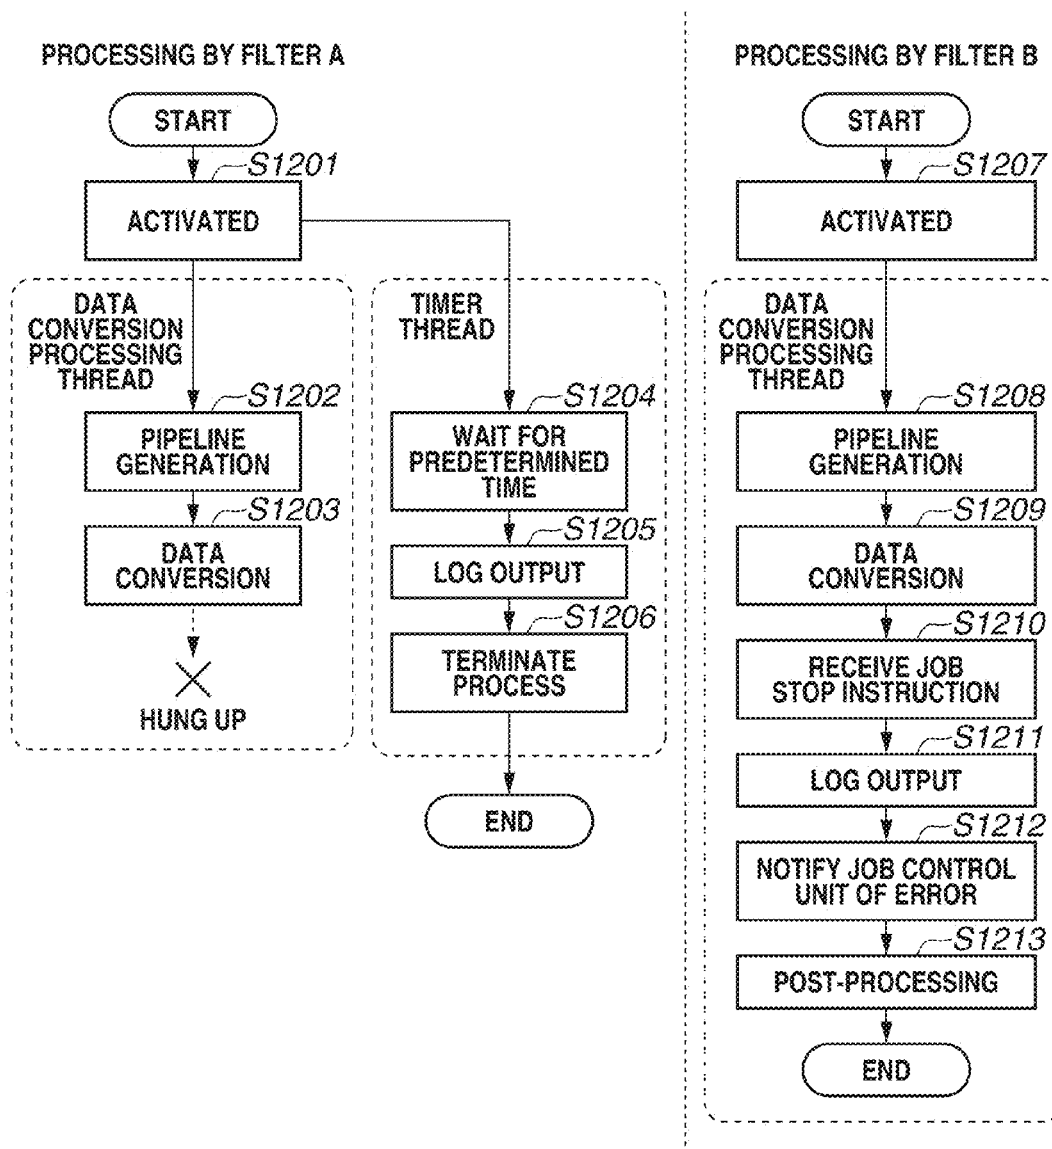 PROCESSING BY FILTER A
START
S1201
ACTIVATED
DATA
CONVERSION
PROCESSING
THREAD
S1202
PIPELINE
GENERATION
S1203
DATA
CONVERSION
HUNG UP
TIMER
THREAD
S1204
WAIT FOR
PREDETERMINED
TIME
S1205
LOG OUTPUT
S1206
TERMINATE
PROCESS
END
PROCESSING BY FILTER B
START
S1207
ACTIVATED
DATA
CONVERSION
PROCESSING
THREAD
S1208
PIPELINE
GENERATION
S1209
DATA
CONVERSION
S1210
RECEIVE JOB
STOP INSTRUCTION
S1211
LOG OUTPUT
S1212
NOTIFY JOB CONTROL
UNIT OF ERROR
S1213
POST-PROCESSING
END